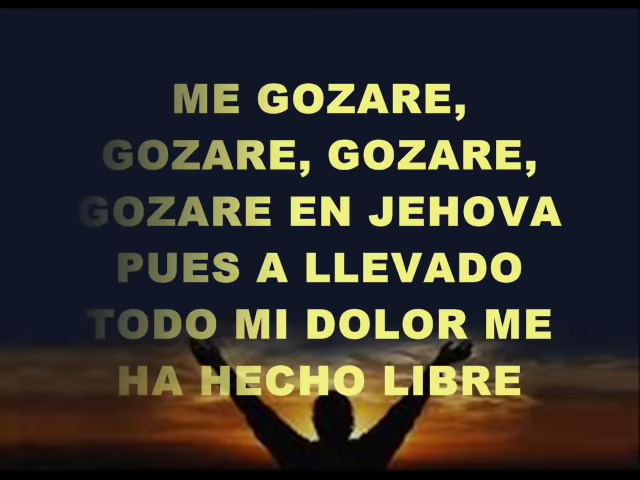 ME GOZARE,
GOZARE, GOZARE,
GOZARE EN JEHOVA
PUES A LLEVADO
TODO MI DOLOR ME
HA HECHO LIBRE